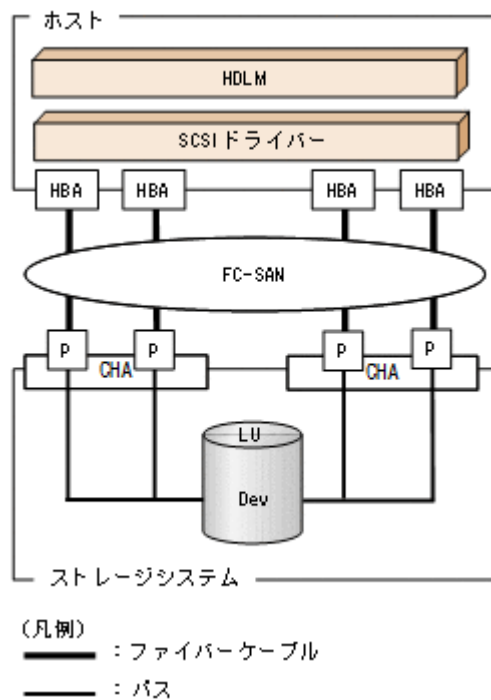 ホスト
HDLM
SCSIドライバー
HBA HBA HBA HBA
FC-SAN
P P P P
CHA CHA
LU
Dev
ストレージシステム
(凡例)
：ファイバーケーブル
：パス